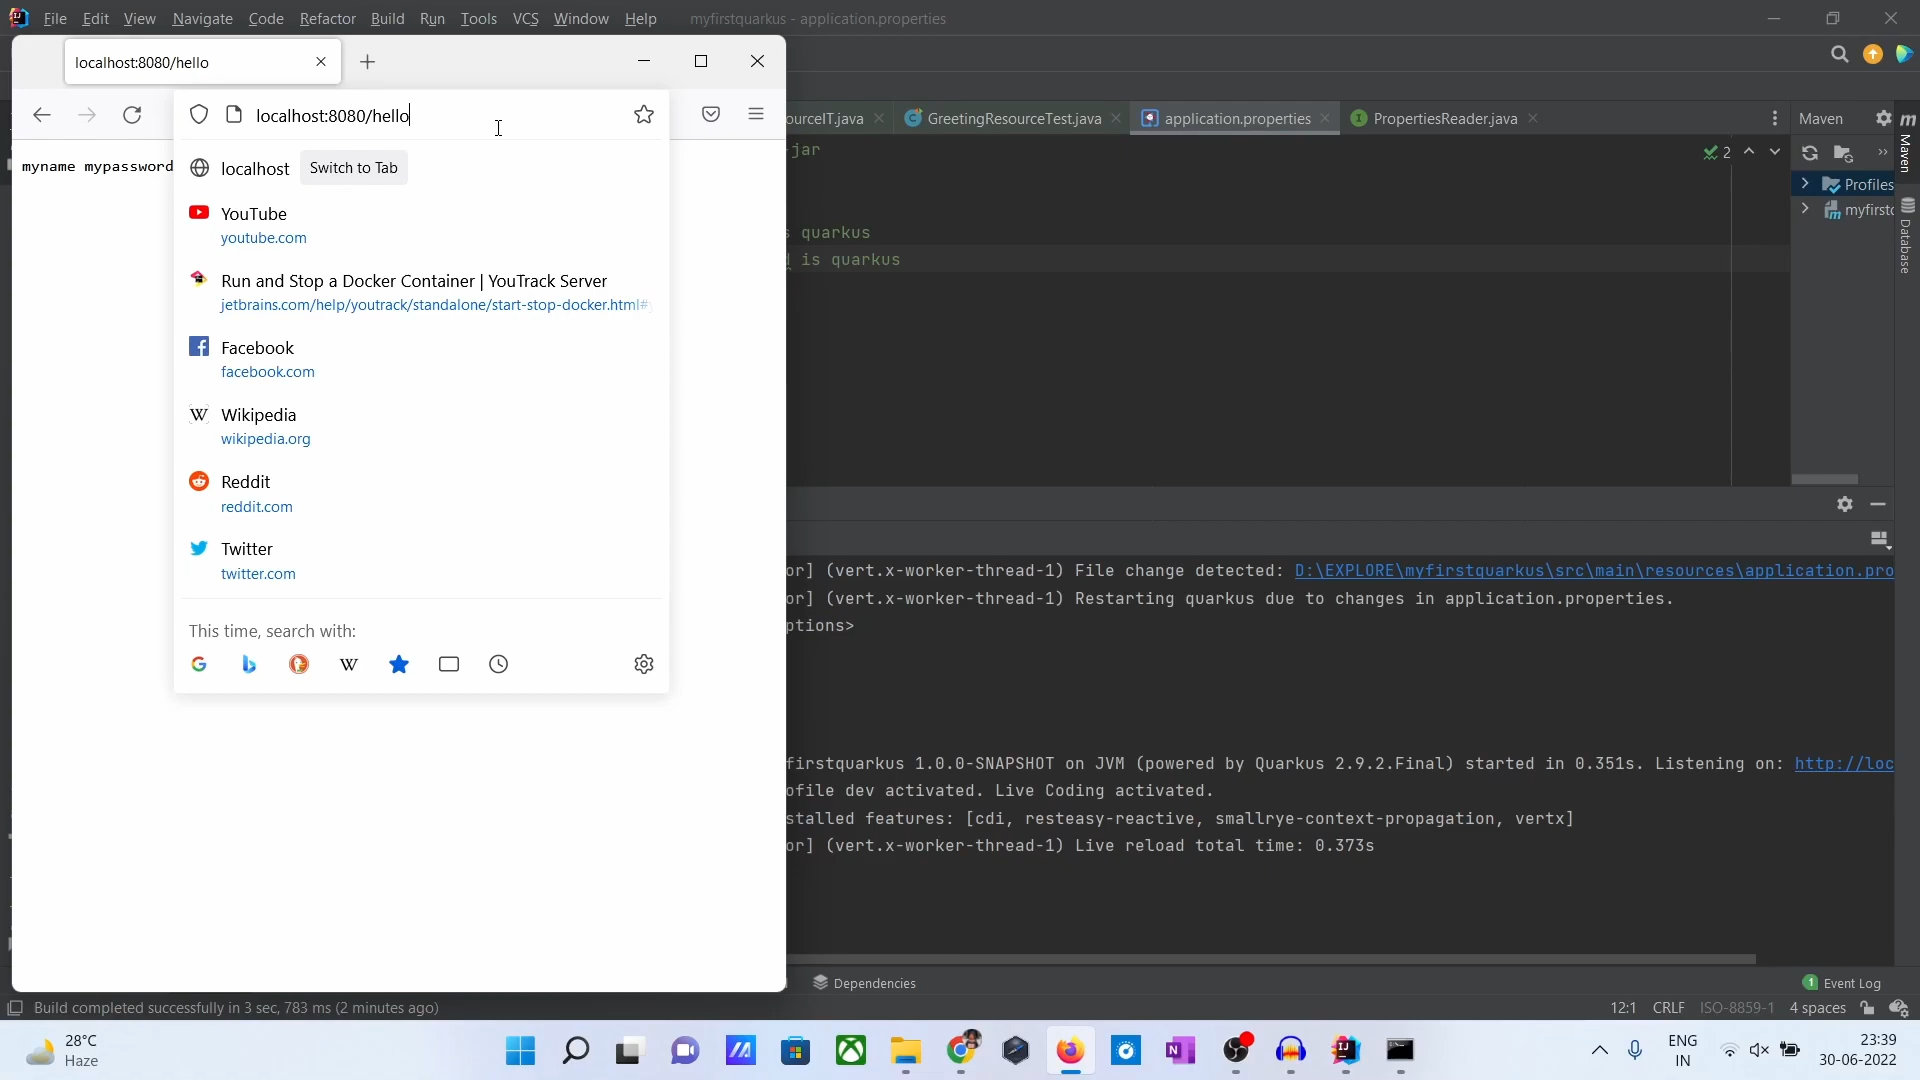 File Edit View Navigate Code Refactor Build Run Tools VCS Window Help myfirstquarkus - application.properties
localhost:8080/hello
localhost:8080/hello
myname mypassword
localhost Switch to Tab
YouTube
youtube.com
Run and Stop a Docker Container | YouTrack Server
jetbrains.com/help/youtrack/standalone/start-stop-docker.html#
Facebook
facebook.com
W Wikipedia
wikipedia.org
Reddit
reddit.com
Twitter
twitter.com
This time, search with:
W
ourceIT.java GreetingResourceTest.java application.properties PropertiesReader.java
-jar
2
s quarkus
d is quarkus
Maven
Profiles
myfirstq
m Maven
Database
or] (vert.x-worker-thread-1) File change detected: D:\EXPLORE\myfirstquarkus\src\main\resources\application.pro
or] (vert.x-worker-thread-1) Restarting quarkus due to changes in application.properties.
ptions>
firstquarkus 1.0.0-SNAPSHOT on JVM (powered by Quarkus 2.9.2.Final) started in 0.351s. Listening on: http://loc
ofile dev activated. Live Coding activated.
stalled features: [cdi, resteasy-reactive, smallrye-context-propagation, vertx]
or] (vert.x-worker-thread-1) Live reload total time: 0.373s
Dependencies
1 Event Log
Build completed successfully in 3 sec, 783 ms (2 minutes ago)
12:1 CRLF ISO-8859-1 4 spaces
28°C
Haze
ENG
IN
23:39
30-06-2022